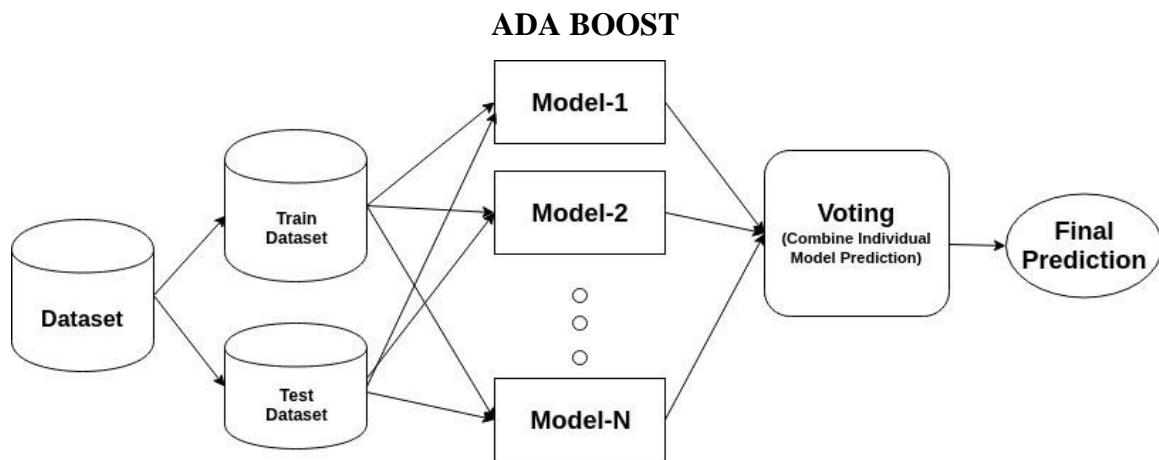 ADA BOOST
Model-1
Train
Dataset
Model-2
Voting
(Combine Individual
Model Prediction)
Final
Prediction
Dataset
Test
Dataset
Model-N